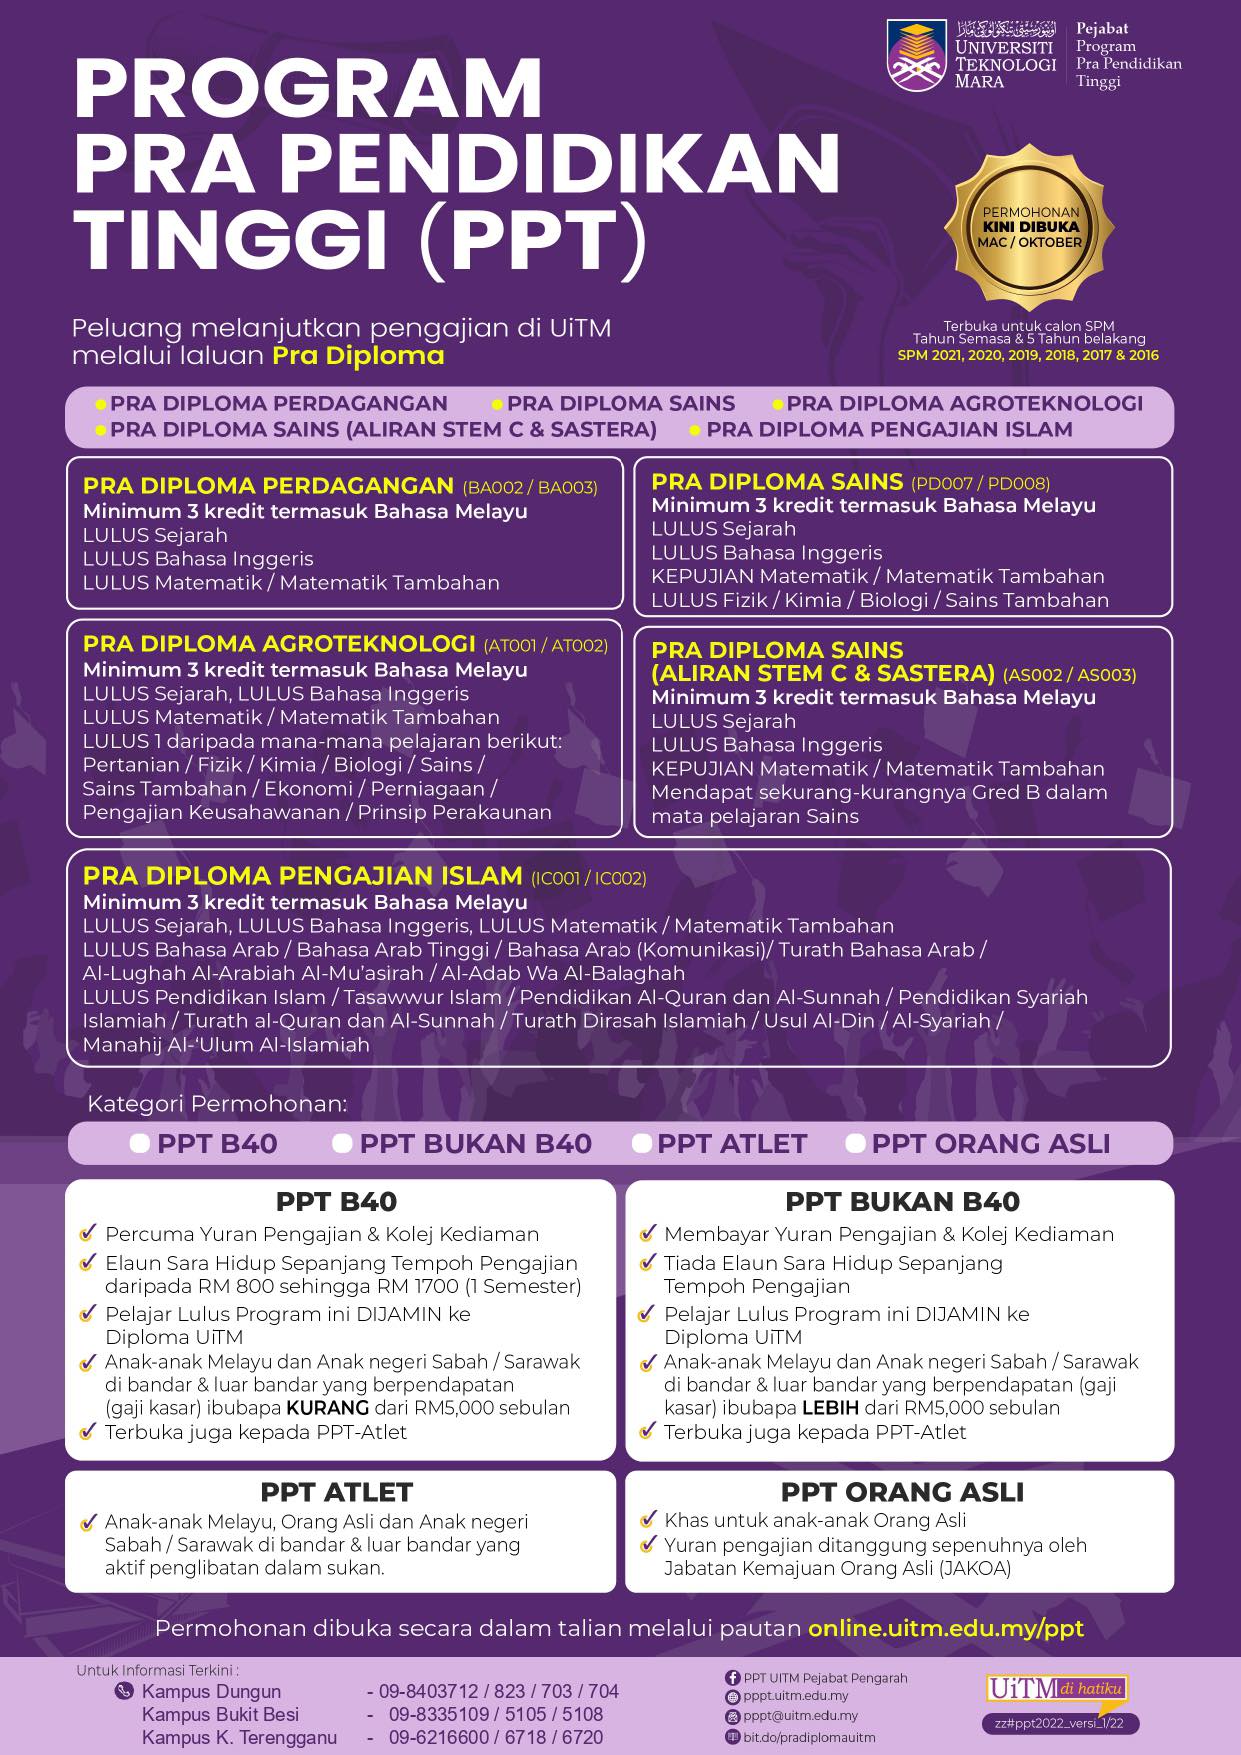 UNIVERSITI
TEKNOLOGI
MARA
Pejabat
Program
Pra Pendidikan
Tinggi
PROGRAM
PRA PENDIDIKAN
TINGGI (PPT)
PERMOHONAN
KINI DIBUKA
MAC / OKTOBER
Peluang melanjutkan pengajian di UiTM
melalui laluan Pra Diploma
Terbuka untuk calon SPM
Tahun Semasa & 5 Tahun belakang
SPM 2021, 2020, 2019, 2018, 2017 & 2016
PRA DIPLOMA PERDAGANGAN PRA DIPLOMA SAINS PRA DIPLOMA AGROTEKNOLOGI
PRA DIPLOMA SAINS (ALIRAN STEM C & SASTERA) PRA DIPLOMA PENGAJIAN ISLAM
PRA DIPLOMA PERDAGANGAN (BA002 / BA003)
Minimum 3 kredit termasuk Bahasa Melayu
LULUS Sejarah
LULUS Bahasa Inggeris
LULUS Matematik / Matematik Tambahan
PRA DIPLOMA SAINS (PD007 / PD008)
Minimum 3 kredit termasuk Bahasa Melayu
LULUS Sejarah
LULUS Bahasa Inggeris
KEPUJIAN Matematik / Matematik Tambahan
LULUS Fizik / Kimia / Biologi / Sains Tambahan
PRA DIPLOMA AGROTEKNOLOGI (AT001 / AT002)
Minimum 3 kredit termasuk Bahasa Melayu
LULUS Sejarah, LULUS Bahasa Inggeris
LULUS Matematik / Matematik Tambahan
LULUS 1 daripada mana-mana pelajaran berikut:
Pertanian / Fizik / Kimia / Biologi / Sains /
Sains Tambahan / Ekonomi / Perniagaan /
Pengajian Keusahawanan / Prinsip Perakaunan
PRA DIPLOMA SAINS
(ALIRAN STEM C & SASTERA) (AS002 / AS003)
Minimum 3 kredit termasuk Bahasa Melayu
LULUS Sejarah
LULUS Bahasa Inggeris
KEPUJIAN Matematik / Matematik Tambahan
Mendapat sekurang-kurangnya Gred B dalam
mata pelajaran Sains
PRA DIPLOMA PENGAJIAN ISLAM (IC001 / IC002)
Minimum 3 kredit termasuk Bahasa Melayu
LULUS Sejarah, LULUS Bahasa Inggeris, LULUS Matematik / Matematik Tambahan
LULUS Bahasa Arab / Bahasa Arab Tinggi / Bahasa Arab (Komunikasi)/ Turath Bahasa Arab /
Al-Lughah Al-Arabiah Al-Mu'asirah / Al-Adab Wa Al-Balaghah
LULUS Pendidikan Islam / Tasawwur Islam / Pendidikan Al-Quran dan Al-Sunnah / Pendidikan Syariah
Islamiah / Turath al-Quran dan Al-Sunnah / Turath Dirasah Islamiah / Usul Al-Din / Al-Syariah /
Manahij Al-‘Ulum Al-Islamiah
Kategori Permohonan:
PPT B40 PPT BUKAN B40 PPT ATLET PPT ORANG ASLI
PPT B40
Percuma Yuran Pengajian & Kolej Kediaman
Elaun Sara Hidup Sepanjang Tempoh Pengajian
daripada RM 800 sehingga RM 1700 (1 Semester)
Pelajar Lulus Program ini DIJAMIN ke
Diploma UiTM
Anak-anak Melayu dan Anak negeri Sabah / Sarawak
di bandar & luar bandar yang berpendapatan
(gaji kasar) ibubapa KURANG dari RM5,000 sebulan
Terbuka juga kepada PPT-Atlet
PPT BUKAN B40
Membayar Yuran Pengajian & Kolej Kediaman
Tiada Elaun Sara Hidup Sepanjang
Tempoh Pengajian
Pelajar Lulus Program ini DIJAMIN ke
Diploma UiTM
Anak-anak Melayu dan Anak negeri Sabah / Sarawak
di bandar & luar bandar yang berpendapatan (gaji
kasar) ibubapa LEBIH dari RM5,000 sebulan
Terbuka juga kepada PPT-Atlet
PPT ATLET
Anak-anak Melayu, Orang Asli dan Anak negeri
Sabah / Sarawak di bandar & luar bandar yang
aktif penglibatan dalam sukan.
PPT ORANG ASLI
Khas untuk anak-anak Orang Asli
Yuran pengajian ditanggung sepenuhnya oleh
Jabatan Kemajuan Orang Asli (JAKOA)
Permohonan dibuka secara dalam talian melalui pautan online.uitm.edu.my/ppt
Untuk Informasi Terkini :
Kampus Dungun - 09-8403712 / 823 / 703 / 704
Kampus Bukit Besi - 09-8335109 / 5105 / 5108
Kampus K. Terengganu - 09-6216600 / 6718 / 6720
PPT UITM Pejabat Pengarah
pppt.uitm.edu.my
pppt@uitm.edu.my
bit.do/pradiplomauitm
UiTM di hatiku
zz#ppt2022_versi_1/22